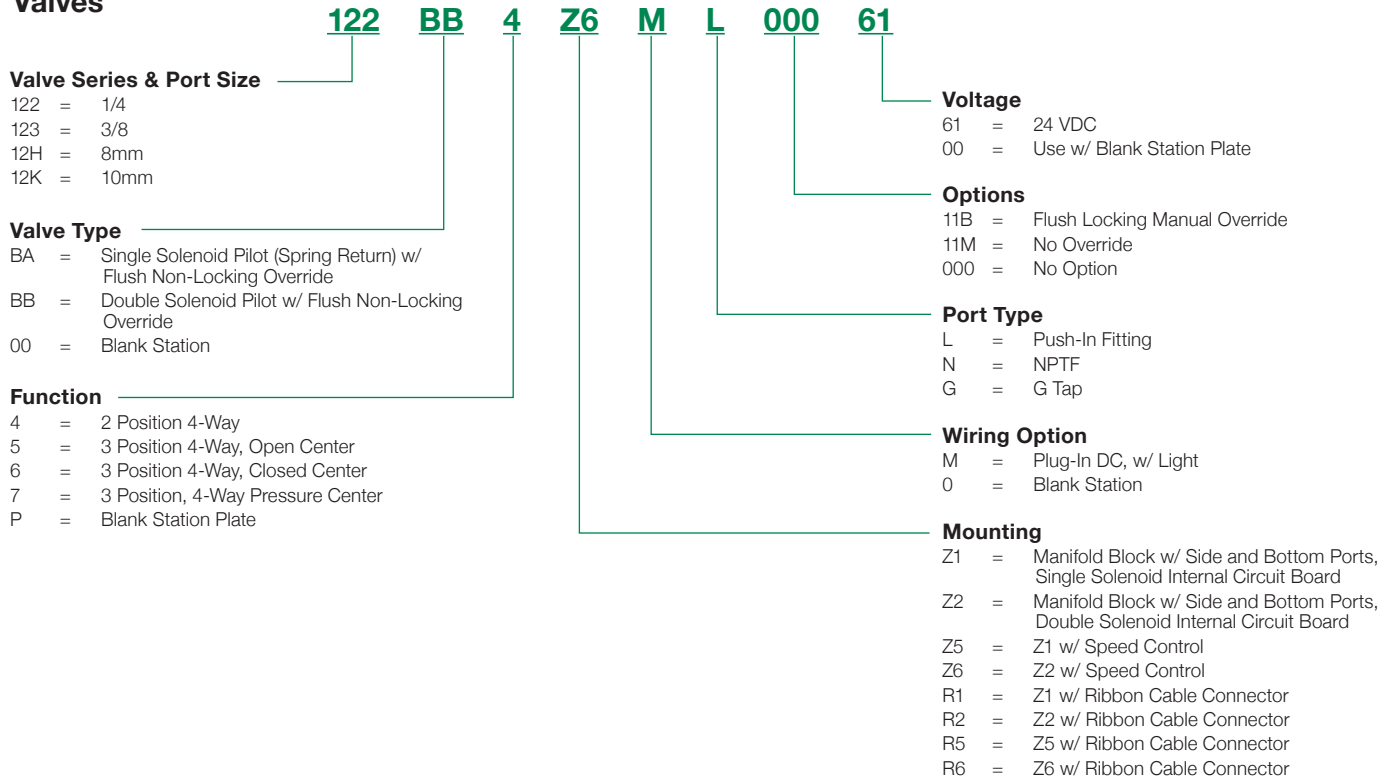 Valves
122 BB 4 Z6 M L 000 61
Valve Series & Port Size
122 = 1/4
123 = 3/8
12H = 8mm
12K = 10mm
Valve Type
BA = Single Solenoid Pilot (Spring Return) w/
Flush Non-Locking Override
BB = Double Solenoid Pilot w/ Flush Non-Locking
Override
00 = Blank Station
Function
4 = 2 Position 4-Way
5 = 3 Position 4-Way, Open Center
6 = 3 Position 4-Way, Closed Center
7 = 3 Position, 4-Way Pressure Center
P = Blank Station Plate
Voltage
61 = 24 VDC
00 = Use w/ Blank Station Plate
Options
11B = Flush Locking Manual Override
11M = No Override
000 = No Option
Port Type
L = Push-In Fitting
N = NPTF
G = G Tap
Wiring Option
M = Plug-In DC, w/ Light
0 = Blank Station
Mounting
Z1 = Manifold Block w/ Side and Bottom Ports,
Single Solenoid Internal Circuit Board
Z2 = Manifold Block w/ Side and Bottom Ports,
Double Solenoid Internal Circuit Board
Z5 = Z1 w/ Speed Control
Z6 = Z2 w/ Speed Control
R1 = Z1 w/ Ribbon Cable Connector
R2 = Z2 w/ Ribbon Cable Connector
R5 = Z5 w/ Ribbon Cable Connector
R6 = Z6 w/ Ribbon Cable Connector